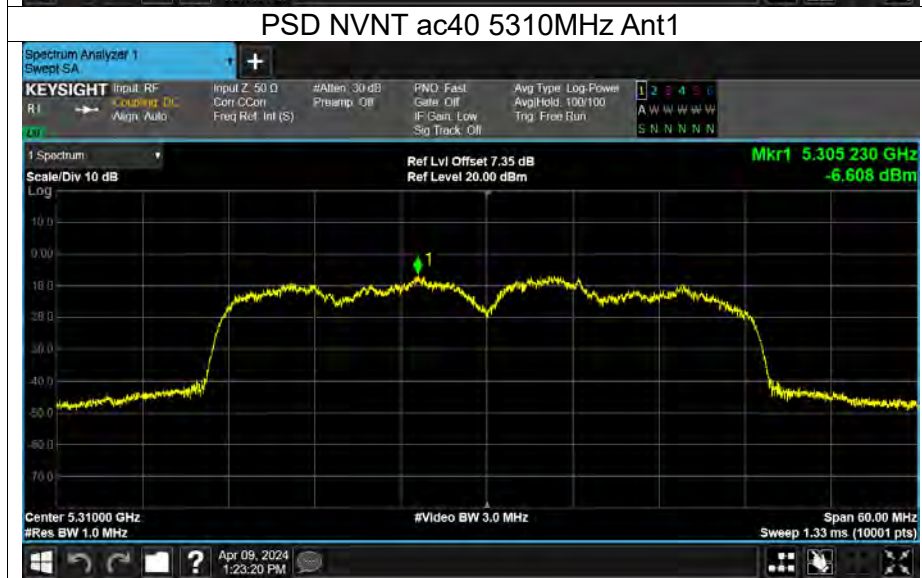 PSD NVNT ac40 5310MHz Ant1
Spectrum Analyzer 1
Swept SA
+
KEYSIGHT Input: RF Input Z: 50 Ω #Atten: 30 dB PNO: Fast Avg Type: Log-Power 1 2 3 4 5 6
Coupling: DC Corr CCorr Preamp: Off Gate: Off Avg|Hold: 100/100 A W W W W W
Align: Auto Freq Ref: Int (S) IF Gain: Low Trig: Free Run
Sig Track: Off S N N N N N
1 Spectrum Ref Lvl Offset 7.35 dB Mkr1 5.305 230 GHz
Scale/Div 10 dB Ref Level 20.00 dBm -6.608 dBm
Log
10.0
0.00
1
-10.0
-20.0
-30.0
-40.0
-50.0
-60.0
-70.0
Center 5.31000 GHz #Video BW 3.0 MHz Span 60.00 MHz
#Res BW 1.0 MHz Sweep 1.33 ms (10001 pts)
? Apr 09, 2024
1:23:20 PM